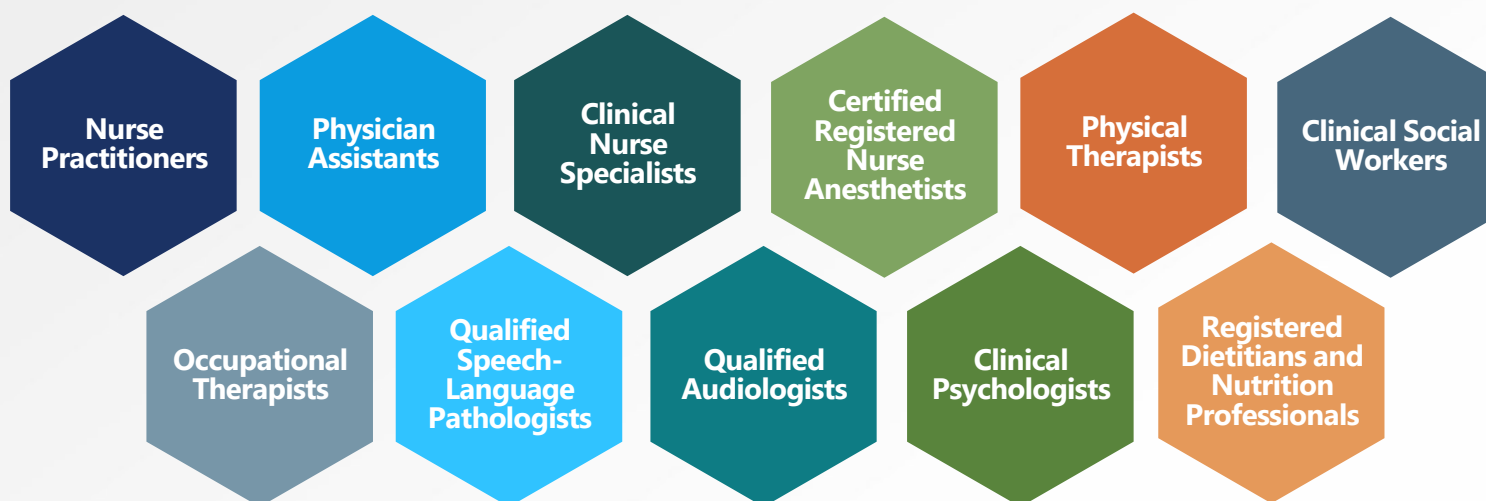 Nurse
Practitioners
Physician
Assistants
Clinical
Nurse
Specialists
Certified
Registered
Nurse
Anesthetists
Physical
Therapists
Clinical Social
Workers
Occupational
Therapists
Qualified
Speech-
Language
Pathologists
Qualified
Audiologists
Clinical
Psychologists
Registered
Dietitians and
Nutrition
Professionals